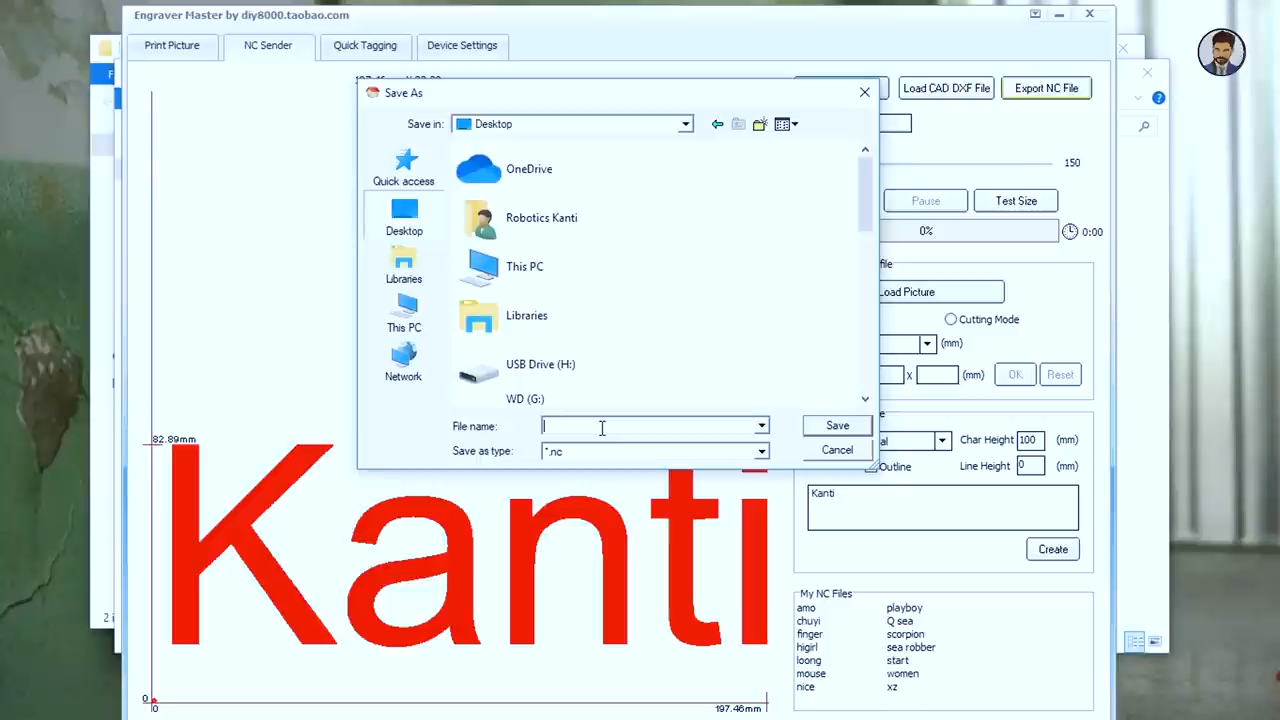 Engraver Master by diy8000.taobao.com
Print Picture
NC Sender
Quick Tagging
Device Settings
Load CAD DXF File
Export NC File
150
Pause
Test Size
0%
0:00
Load Picture
Cutting Mode
(mm)
x
(mm)
OK
Reset
Char Height
100
(mm)
Outline
Line Height
0
(mm)
Kanti
Create
My NC Files
amo
playboy
chuyi
Q sea
finger
scorpion
higirl
sea robber
loong
start
mouse
women
nice
xz
Save As
Save in:
Desktop
Quick access
Desktop
Libraries
This PC
Network
OneDrive
Robotics Kanti
This PC
Libraries
USB Drive (H:)
WD (G:)
File name:
Save
Save as type:
*.nc
Cancel
82.89mm
Kanti
0
0
197.46mm